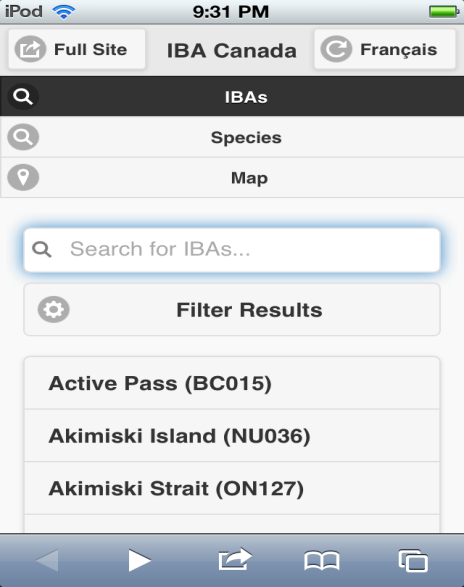 iPod 9:31 PM
Full Site IBA Canada Français
IBAs
Species
Map
Search for IBAs...
Filter Results
Active Pass (BC015)
Akimiski Island (NU036)
Akimiski Strait (ON127)